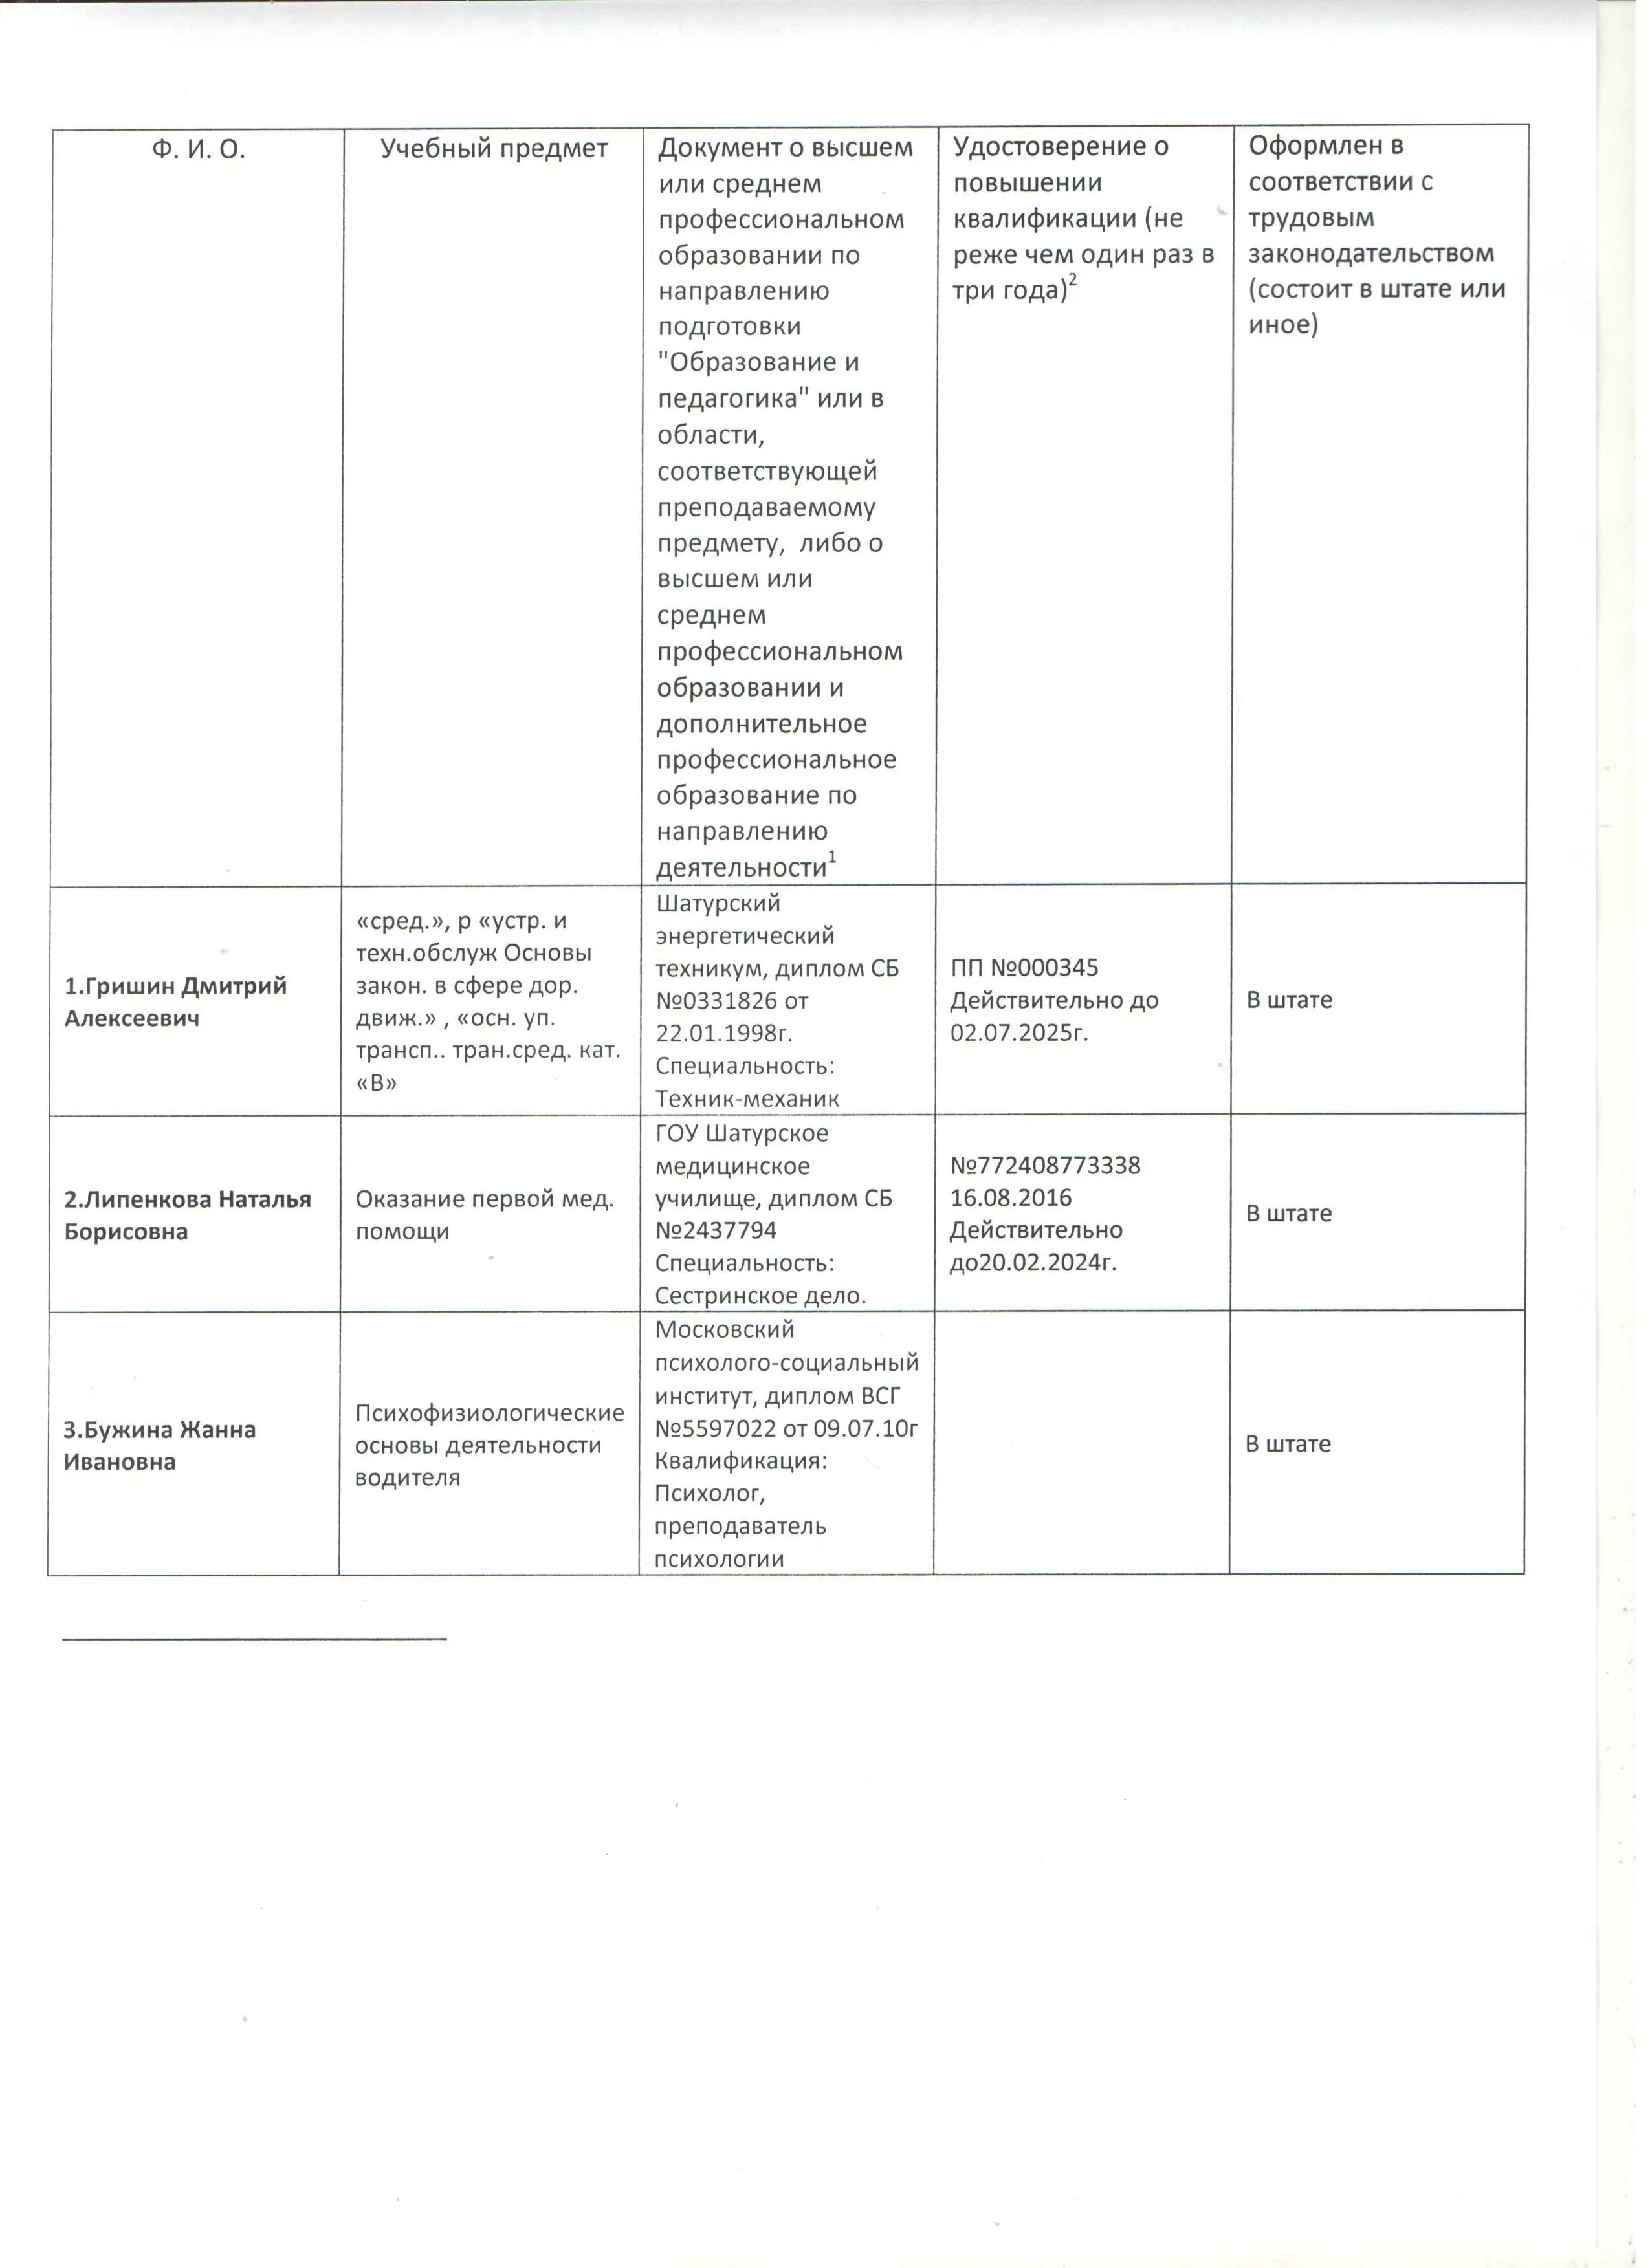 Ф. И. О.
Учебный предмет
Документ о высшем
или среднем
профессиональном
образовании по
направлению
подготовки
"Образование и
педагогика" или в
области,
соответствующей
преподаваемому
предмету, либо о
высшем или
среднем
профессиональном
образовании и
дополнительное
профессиональное
образование по
направлению
деятельности¹
Удостоверение о
повышении
квалификации (не
реже чем один раз в
три года)²
Оформлен в
соответствии с
трудовым
законодательством
(состоит в штате или
иное)
1.Гришин Дмитрий
Алексеевич
«сред.», р «устр. и
техн.обслуж Основы
закон. в сфере дор.
движ.» , «осн. уп.
трансп.. тран.сред. кат.
«В»
Шатурский
энергетический
техникум, диплом СБ
№0331826 от
22.01.1998г.
Специальность:
Техник-механик
ПП №000345
Действительно до
02.07.2025г.
В штате
2.Липенкова Наталья
Борисовна
Оказание первой мед.
помощи
ГОУ Шатурское
медицинское
училище, диплом СБ
№2437794
Специальность:
Сестринское дело.
№772408773338
16.08.2016
Действительно
до20.02.2024г.
В штате
3.Бужина Жанна
Ивановна
Психофизиологические
основы деятельности
водителя
Московский
психолого-социальный
институт, диплом ВСГ
№5597022 от 09.07.10г
Квалификация:
Психолог,
преподаватель
психологии
В штате